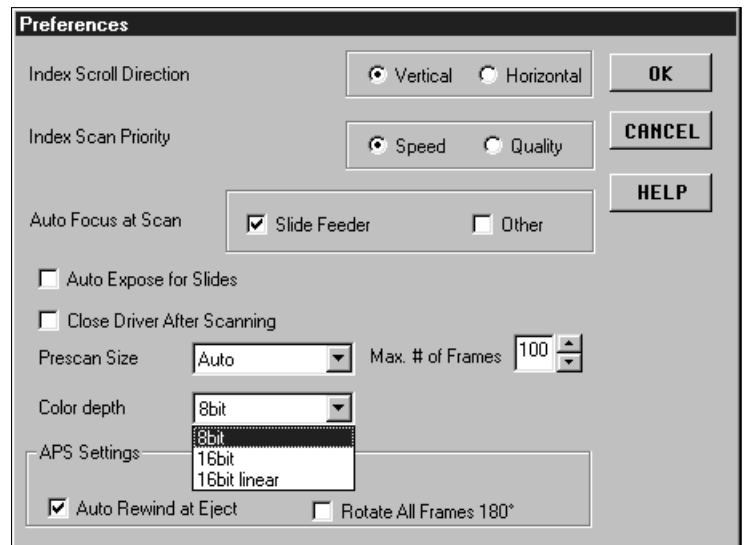 Preferences
Index Scroll Direction
Vertical
Horizontal
OK
Index Scan Priority
Speed
Quality
CANCEL
HELP
Auto Focus at Scan
Slide Feeder
Other
Auto Expose for Slides
Close Driver After Scanning
Prescan Size
Auto
Max. # of Frames
100
Color depth
8bit
8bit
16bit
16bit linear
APS Settings
Auto Rewind at Eject
Rotate All Frames 180°